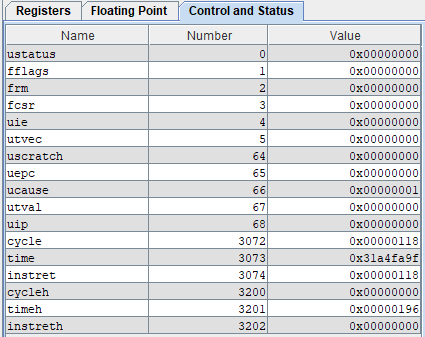 Registers Floating Point Control and Status
Name Number Value
ustatus 0 0x00000000
fflags 1 0x00000000
frm 2 0x00000000
fcsr 3 0x00000000
uie 4 0x00000000
utvec 5 0x00000000
uscratch 64 0x00000000
uepc 65 0x00000000
ucause 66 0x00000001
utval 67 0x00000000
uip 68 0x00000000
cycle 3072 0x00000118
time 3073 0x31a4fa9f
instret 3074 0x00000118
cycleh 3200 0x00000000
timeh 3201 0x00000196
instreth 3202 0x00000000